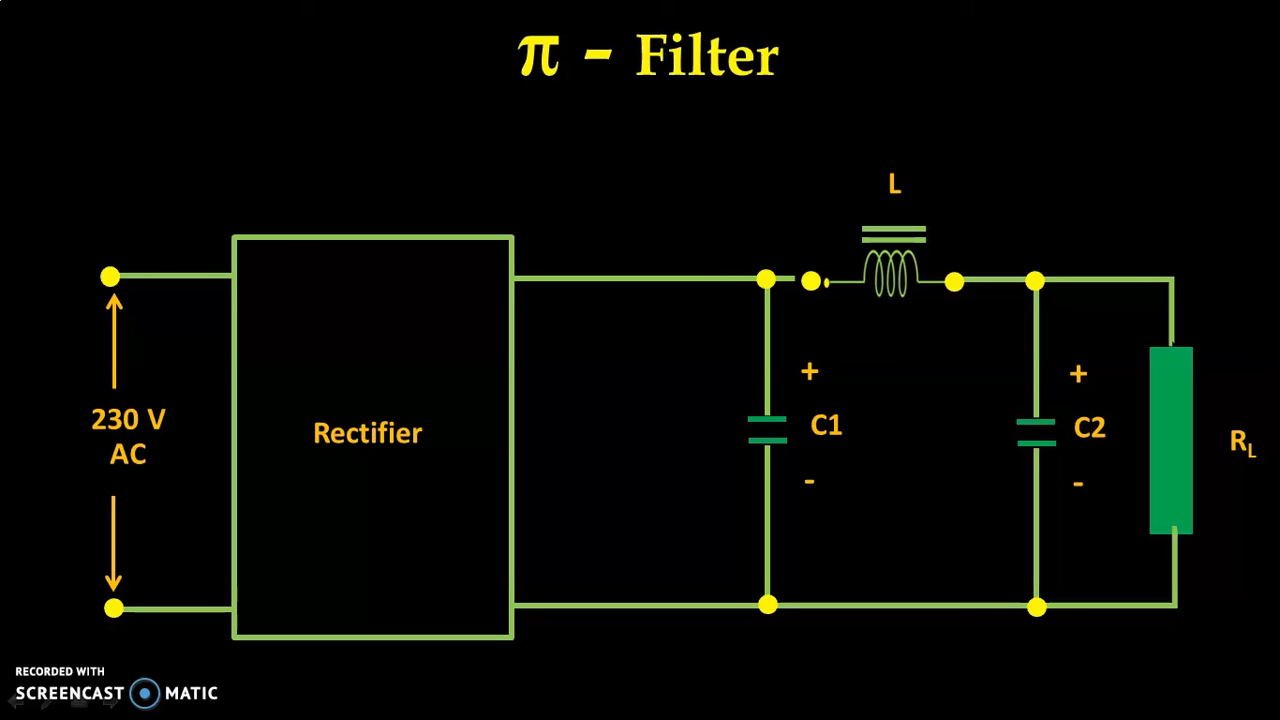 π - Filter
L
230 V
AC
Rectifier
+
C1
-
+
C2
-
RL
RECORDED WITH
SCREENCAST MATIC